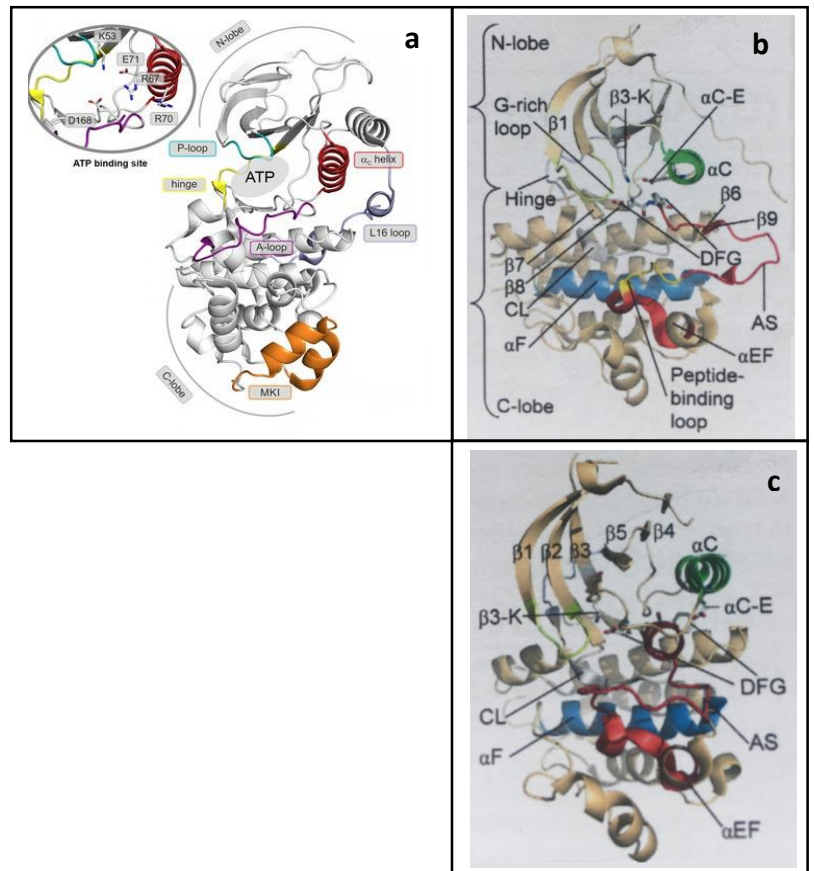 a
N-lobe
K53
E71
R67
D168
R70
ATP binding site
P-loop
ATP
αC helix
hinge
L16 loop
A-loop
C-lobe
MKI
b
N-lobe
G-rich
loop
β1
β3-K
αC-E
αC
Hinge
β6
β9
β7
β8
DFG
CL
αF
AS
αEF
Peptide-
binding
loop
C-lobe
c
β1
β2
β3
β5
β4
αC
β3-K
αC-E
DFG
CL
αF
AS
αEF